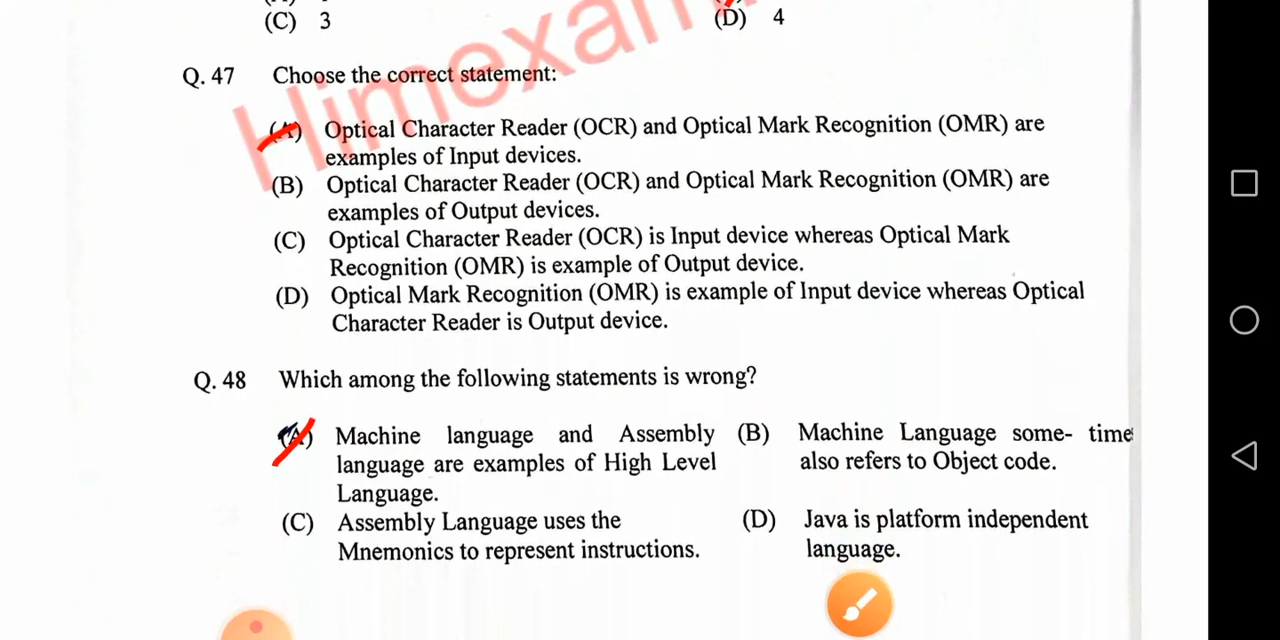 (C) 3 (D) 4
Himexam
Q. 47 Choose the correct statement:
(A) Optical Character Reader (OCR) and Optical Mark Recognition (OMR) are
examples of Input devices.
(B) Optical Character Reader (OCR) and Optical Mark Recognition (OMR) are
examples of Output devices.
(C) Optical Character Reader (OCR) is Input device whereas Optical Mark
Recognition (OMR) is example of Output device.
(D) Optical Mark Recognition (OMR) is example of Input device whereas Optical
Character Reader is Output device.
Q. 48 Which among the following statements is wrong?
(A) Machine language and Assembly (B) Machine Language some- time
language are examples of High Level also refers to Object code.
Language.
(C) Assembly Language uses the (D) Java is platform independent
Mnemonics to represent instructions. language.